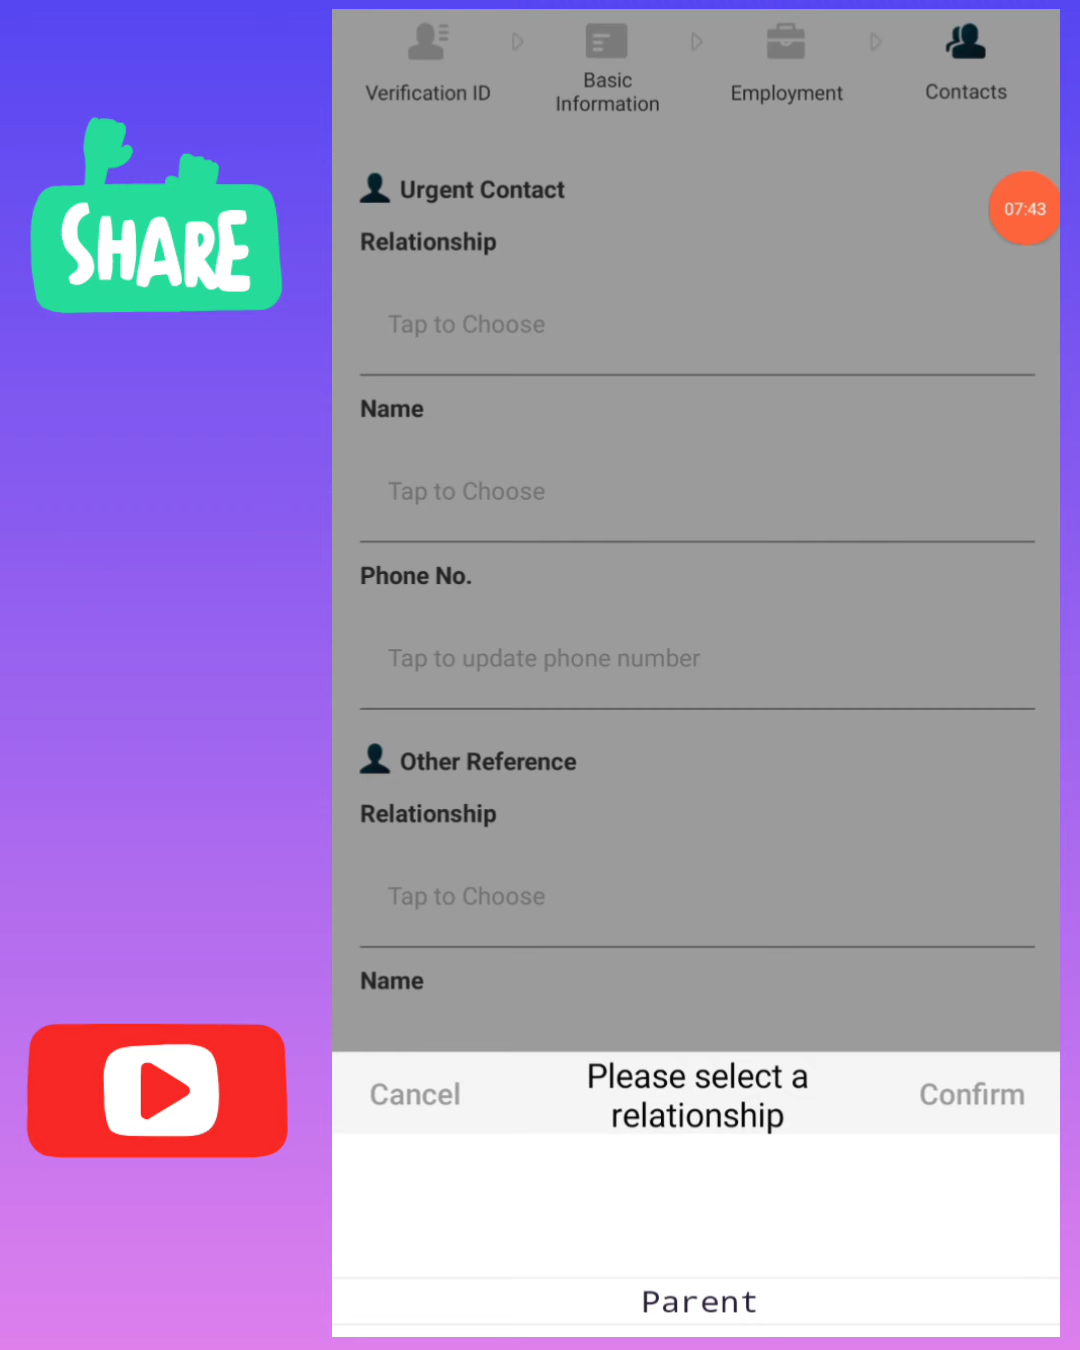 Verification ID
Basic
Information
Employment
Contacts
Urgent Contact
07:43
SHARE
Relationship
Tap to Choose
Name
Tap to Choose
Phone No.
Tap to update phone number
Other Reference
Relationship
Tap to Choose
Name
Cancel
Please select a
relationship
Confirm
Parent